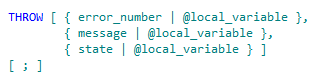 THROW [ { error_number | @local_variable },
{ message | @local_variable },
{ state | @local_variable } ]
[ ; ]